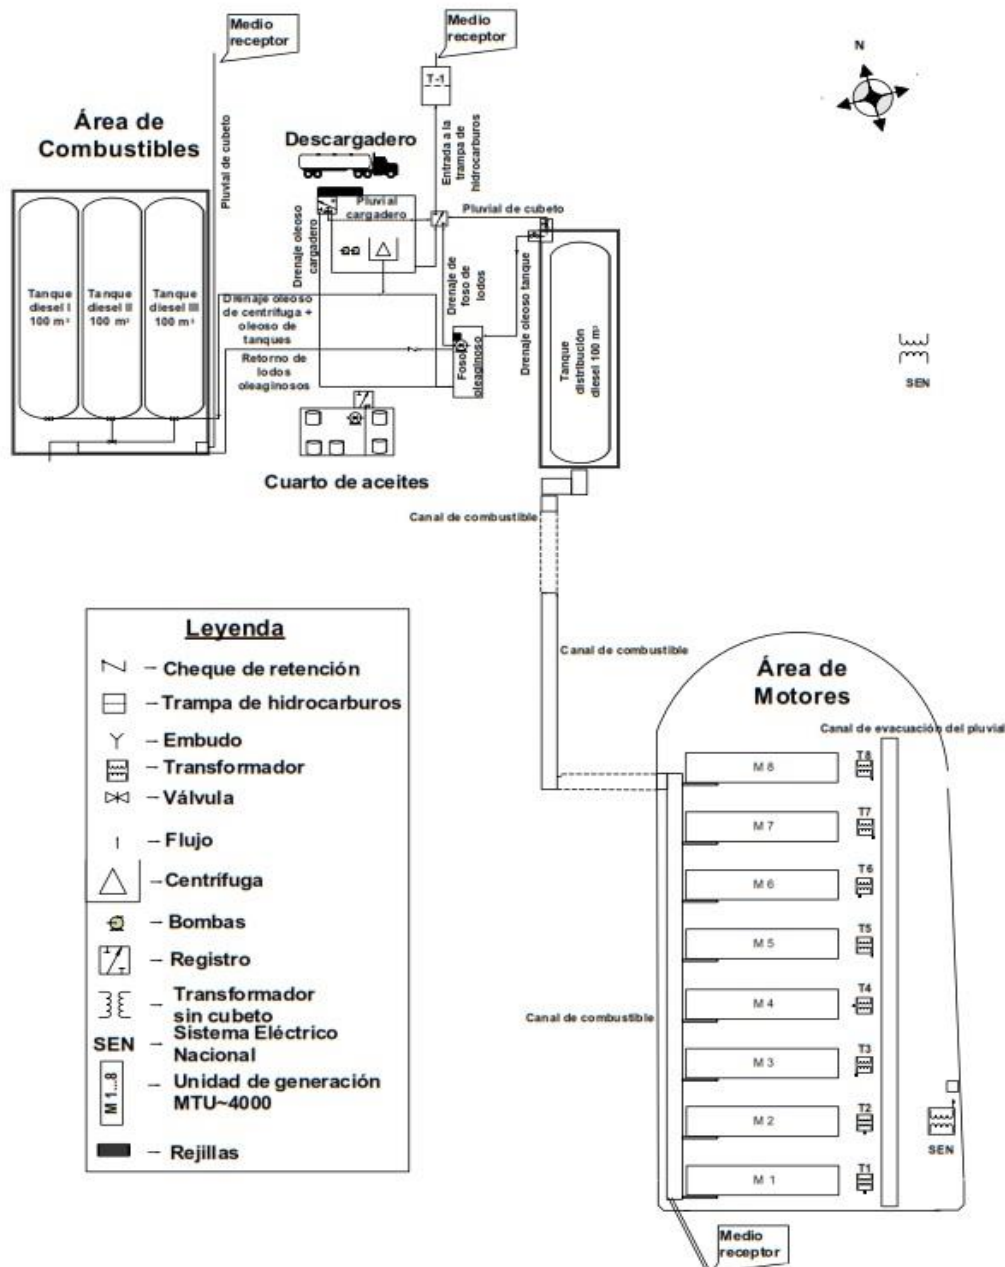 Medio
receptor
Medio
receptor
N
T-1
Área de
Combustibles
Descargadero
Pluvial de cubeto
Entrada a la
trampa de
hidrocarburos
Pluvial
cargadero
Pluvial de cubeto
Drenaje oleoso
cargadero
Drenaje de
foso de
lodos
Drenaje oleoso tanque
Tanque
diesel I
100 m³
Tanque
diesel II
100 m³
Tanque
diesel III
100 m³
Drenaje oleoso
de centrífuga +
oleoso de
tanques
Retorno de
lodos
oleaginosos
Foso
oleaginoso
Tanque
distribución
diesel 100 m³
SEN
Cuarto de aceites
Canal de combustible
Canal de combustible
Leyenda
Cheque de retención
Trampa de hidrocarburos
Embudo
Transformador
Válvula
Flujo
Centrífuga
Bombas
Registro
Transformador
sin cubeto
SEN – Sistema Eléctrico
Nacional
M 1...8 – Unidad de generación
MTU~4000
Rejillas
Área de
Motores
Canal de evacuación del pluvial
M 8
T8
M 7
T7
M 6
T6
M 5
T5
M 4
T4
Canal de combustible
M 3
T3
M 2
T2
SEN
M 1
T1
Medio
receptor